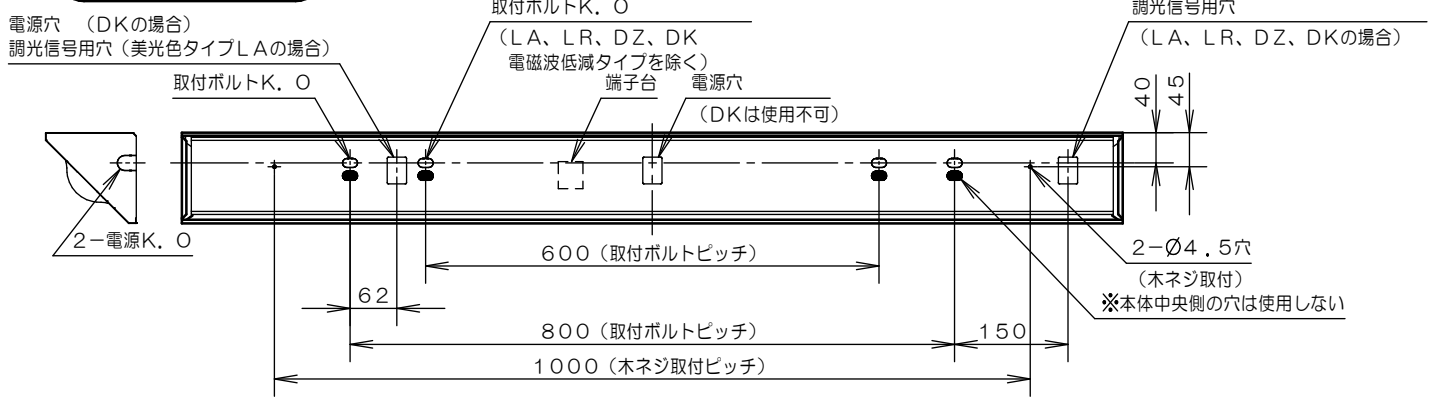 電源穴 （DKの場合）
調光信号用穴（美光色タイプLAの場合）
取付ボルトK．O
取付ボルトK．O
（LA、LR、DZ、DK
電磁波低減タイプを除く）
端子台
電源穴
（DKは使用不可）
調光信号用穴
（LA、LR、DZ、DKの場合）
40
45
2－電源K．O
600（取付ボルトピッチ）
62
800（取付ボルトピッチ）
150
1000（木ネジ取付ピッチ）
2－Ø4．5穴
（木ネジ取付）
※本体中央側の穴は使用しない